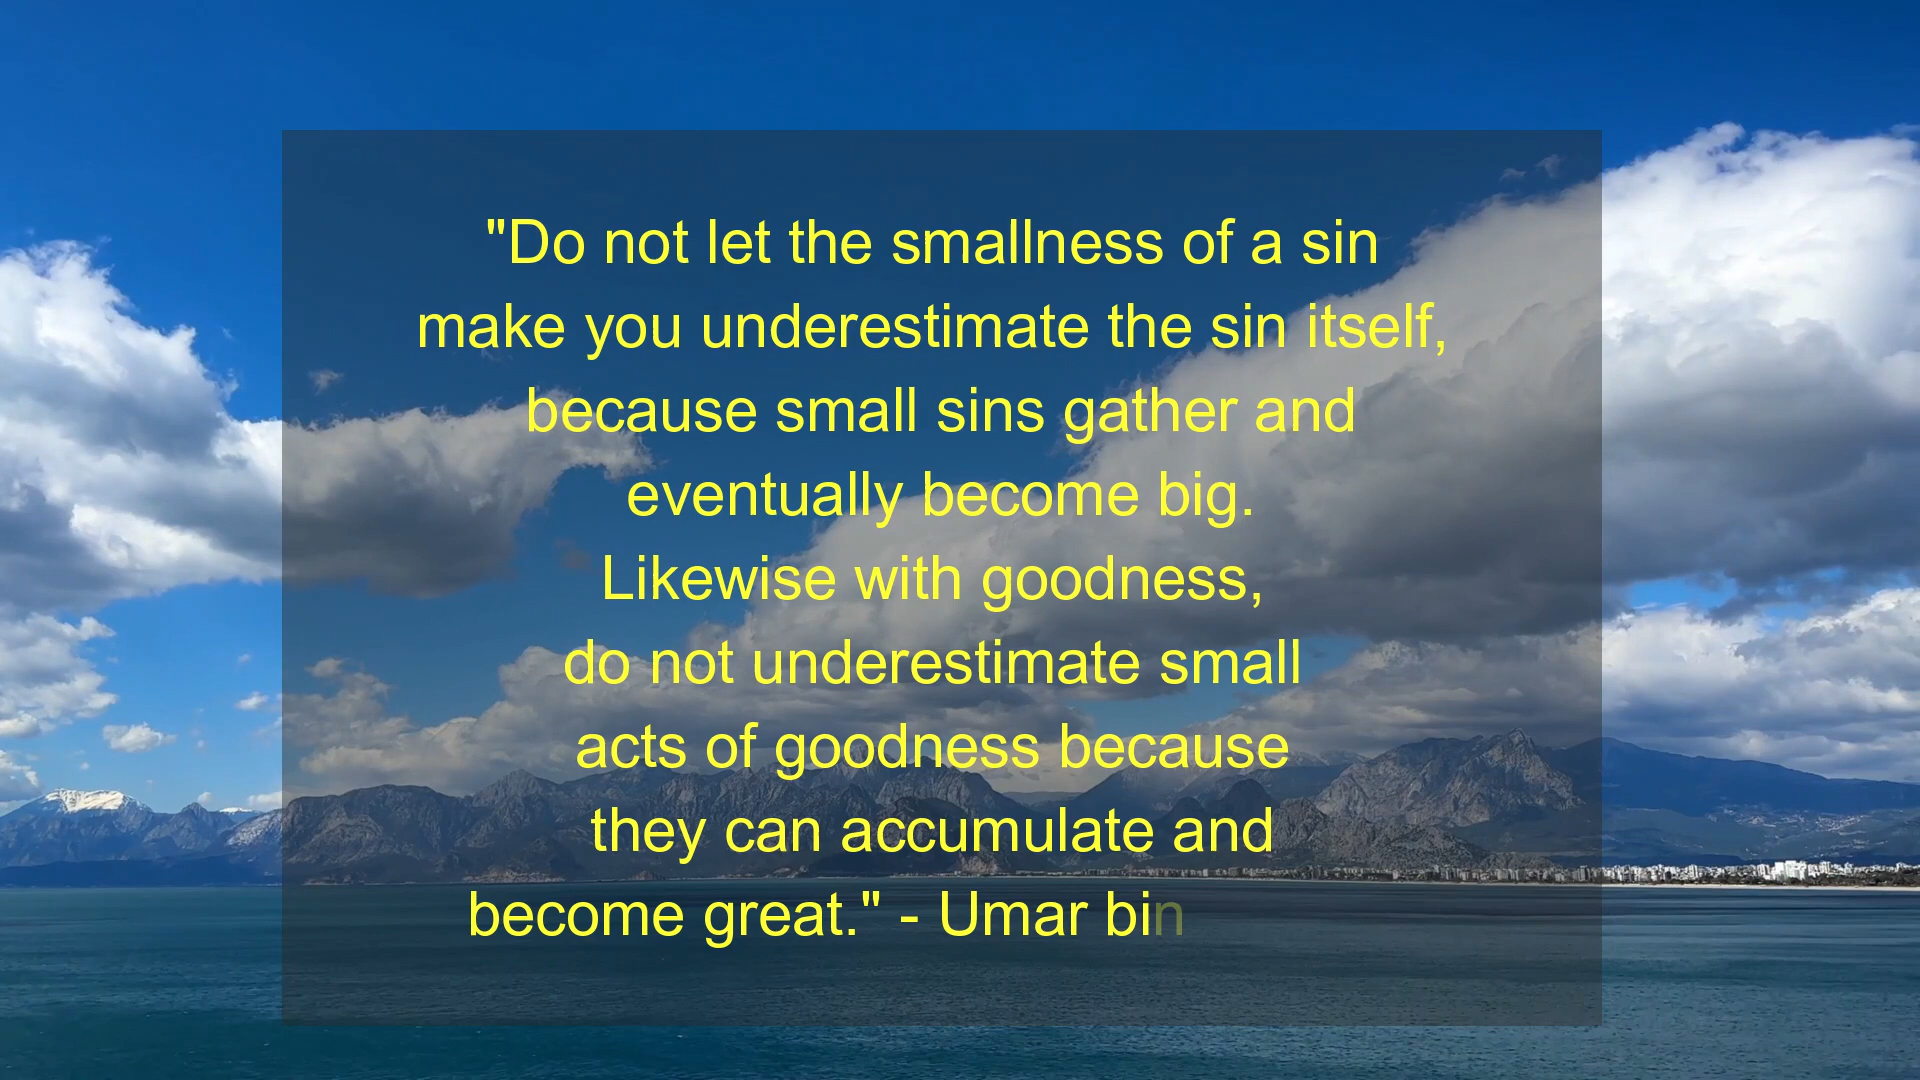 "Do not let the smallness of a sin
make you underestimate the sin itself,
because small sins gather and
eventually become big.
Likewise with goodness,
do not underestimate small
acts of goodness because
they can accumulate and
become great." - Umar bin